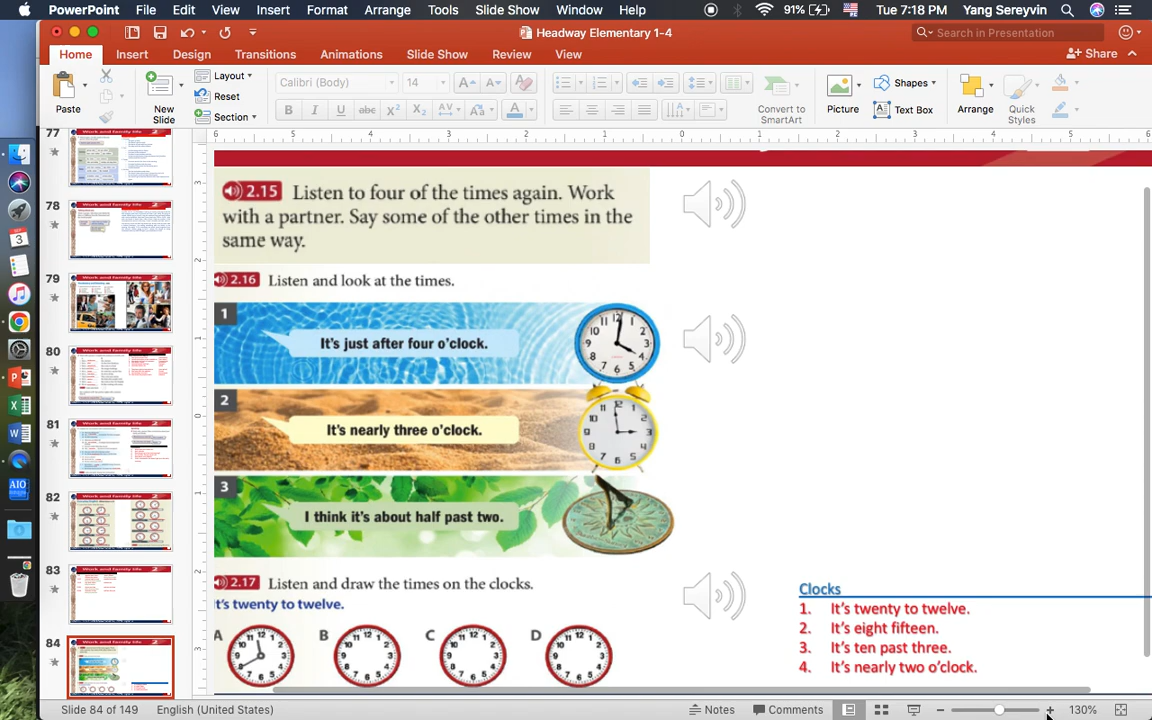 PowerPoint File Edit View Insert Format Arrange Tools Slide Show Window Help 91% Tue 7:18 PM Yang Sereyvin
Headway Elementary 1-4
Search in Presentation
Home Insert Design Transitions Animations Slide Show Review View
Share
Paste
New Slide
Layout
Reset
Section
Calibri (Body) 14
Convert to SmartArt
Picture
Shapes
Text Box
Arrange
Quick Styles
77
78
79
80
81
82
83
84
2.15 Listen to four of the times again. Work
with a partner. Say some of the other times in the
same way.
2.16 Listen and look at the times.
1 It's just after four o'clock.
2 It's nearly three o'clock.
3 I think it's about half past two.
2.17 Listen and draw the times on the clocks.
t's twenty to twelve.
A B C D
Clocks
1. It's twenty to twelve.
2. It's eight fifteen.
3. It's ten past three.
4. It's nearly two o'clock.
Slide 84 of 149 English (United States) Notes Comments 130%